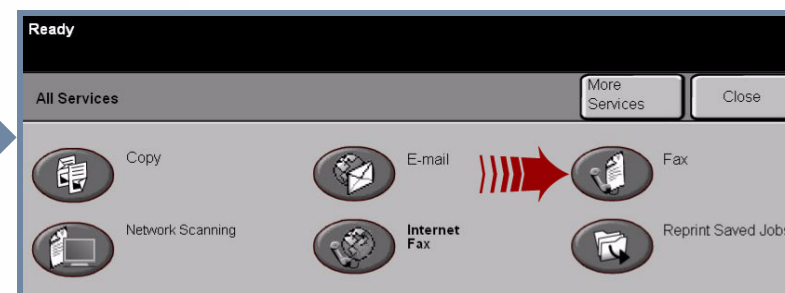 Ready
All Services
More
Services
Close
Copy
E-mail
Fax
Network Scanning
Internet
Fax
Reprint Saved Jobs